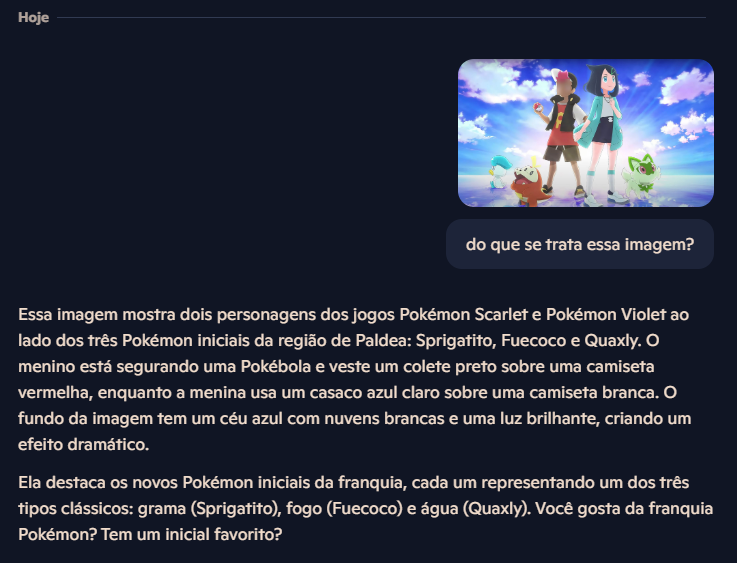 Hoje
do que se trata essa imagem?
Essa imagem mostra dois personagens dos jogos Pokémon Scarlet e Pokémon Violet ao
lado dos três Pokémon iniciais da região de Paldea: Sprigatito, Fuecoco e Quaxly. O
menino está segurando uma Pokébola e veste um colete preto sobre uma camiseta
vermelha, enquanto a menina usa um casaco azul claro sobre uma camiseta branca. O
fundo da imagem tem um céu azul com nuvens brancas e uma luz brilhante, criando um
efeito dramático.
Ela destaca os novos Pokémon iniciais da franquia, cada um representando um dos três
tipos clássicos: grama (Sprigatito), fogo (Fuecoco) e água (Quaxly). Você gosta da franquia
Pokémon? Tem um inicial favorito?